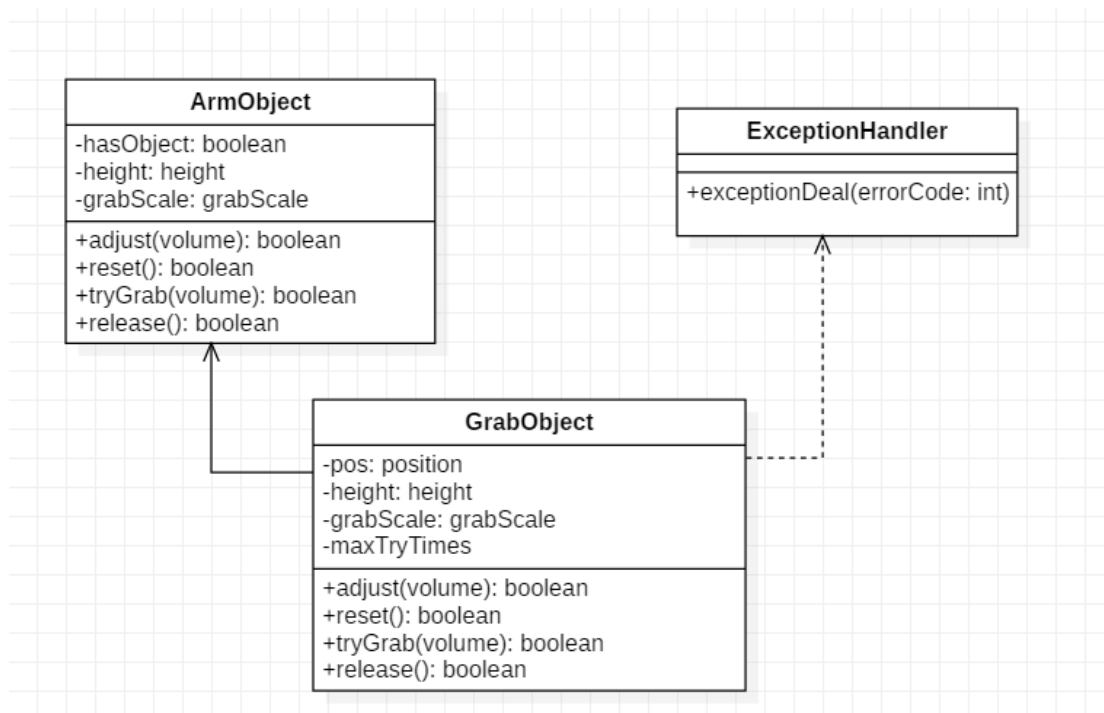 ArmObject
-hasObject: boolean
-height: height
-grabScale: grabScale
+adjust(volume): boolean
+reset(): boolean
+tryGrab(volume): boolean
+release(): boolean
ExceptionHandler
+exceptionDeal(errorCode: int)
GrabObject
-pos: position
-height: height
-grabScale: grabScale
-maxTryTimes
+adjust(volume): boolean
+reset(): boolean
+tryGrab(volume): boolean
+release(): boolean